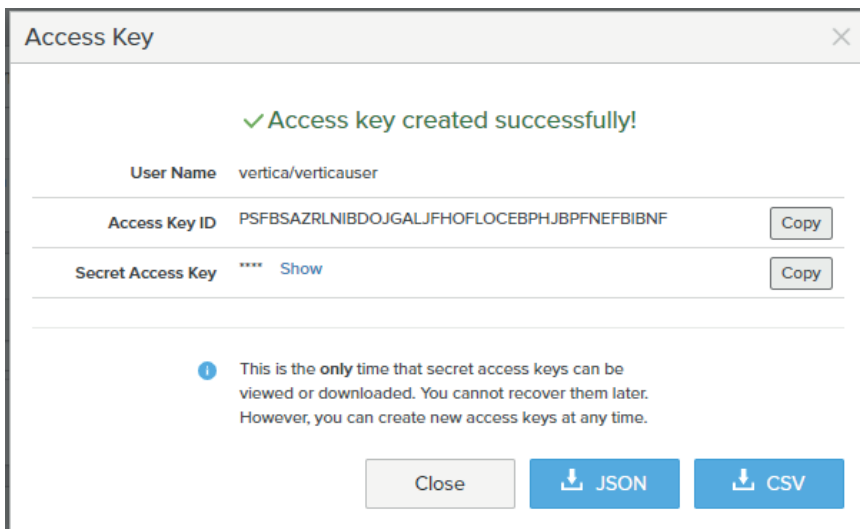 Access Key
Access key created successfully!
User Name vertica/verticauser
Access Key ID PSFBSAZRLNIBDOJGALJFHOFLOCEBPHJBPFNEFBIBNF Copy
Secret Access Key **** Show Copy
This is the only time that secret access keys can be
viewed or downloaded. You cannot recover them later.
However, you can create new access keys at any time.
Close JSON CSV